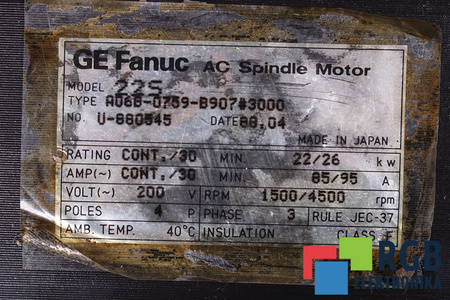 GE Fanuc AC Spindle Motor
MODEL 22S
TYPE A06B-0759-B907#3000
NO. U-880545 DATE 88.04
MADE IN JAPAN
RATING CONT./30 MIN. 22/26 kw
AMP(~) CONT./30 MIN. 85/95 A
VOLT(~) 200 V RPM 1500/4500 rpm
POLES 4 P PHASE 3 RULE JEC-37
AMB. TEMP. 40°C INSULATION CLASS F
RGB
ELEKTRONIKA